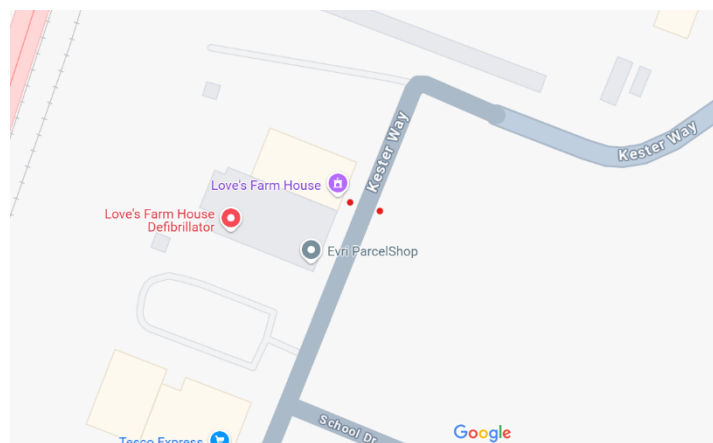 Kester Way
Kester Way
Love's Farm House
Love's Farm House
Defibrillator
Evri ParcelShop
School Dr
Tesco Express
Google